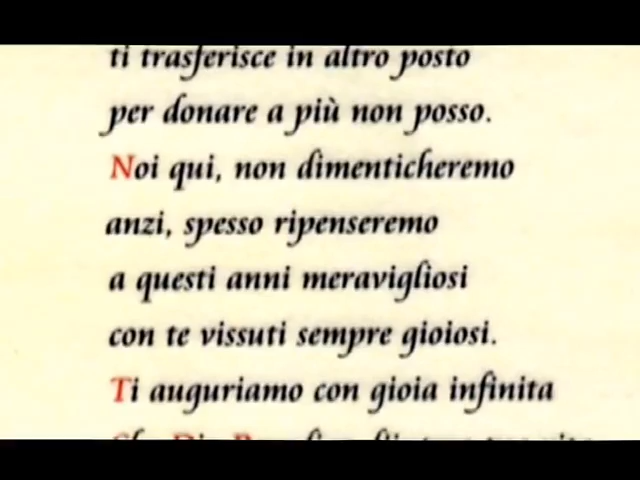 ti trasferisce in altro posto
per donare a più non posso.
Noi qui, non dimenticheremo
anzi, spesso ripenseremo
a questi anni meravigliosi
con te vissuti sempre gioiosi.
Ti auguriamo con gioia infinita